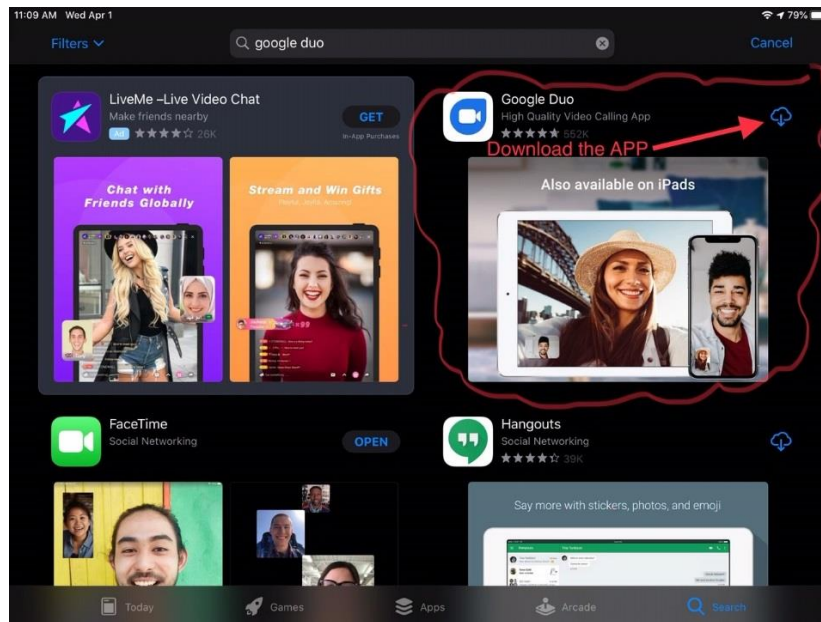 11:09 AM Wed Apr 1
79%
Filters
google duo
Cancel
LiveMe –Live Video Chat
Make friends nearby
Ad
26K
GET
In-App Purchases
Chat with
Friends Globally
Stream and Win Gifts
Google Duo
High Quality Video Calling App
552K
Download the APP
Also available on iPads
FaceTime
Social Networking
OPEN
Hangouts
Social Networking
39K
Say more with stickers, photos, and emoji
Today
Games
Apps
Arcade
Search